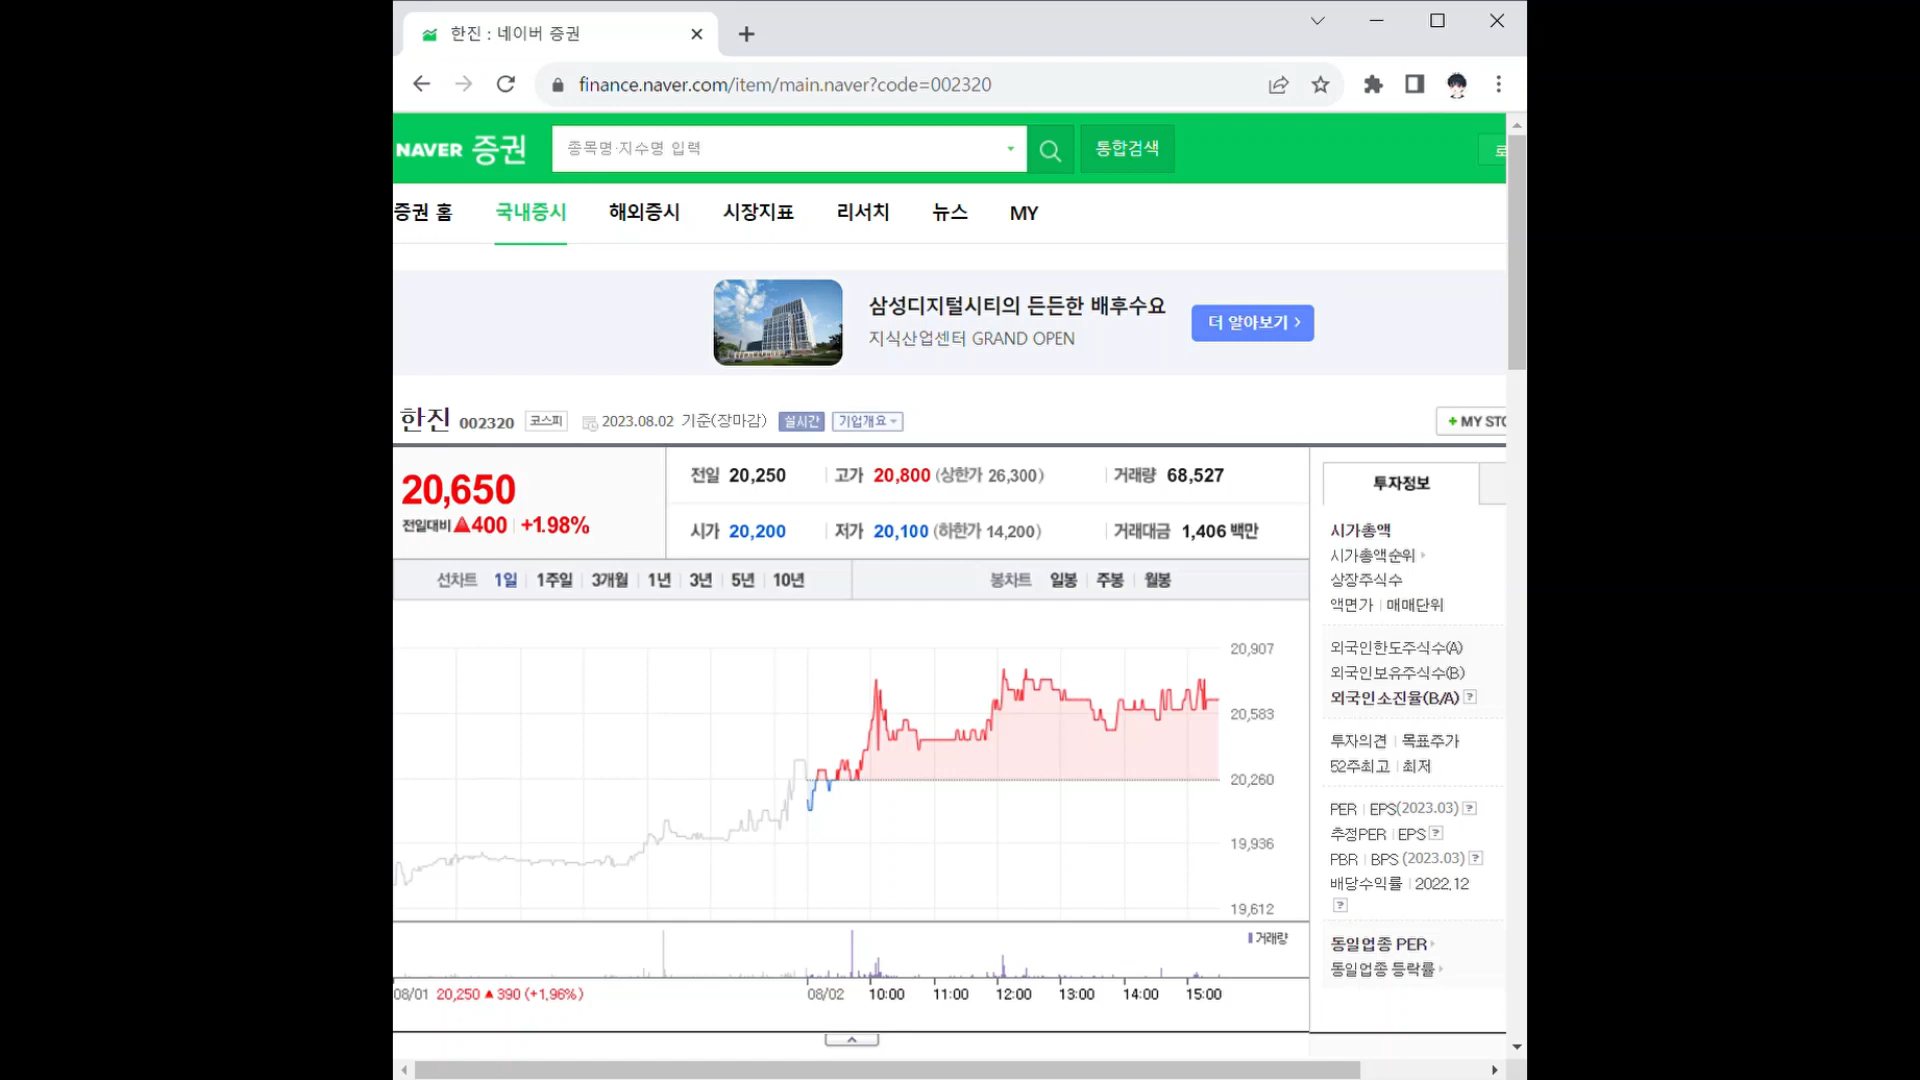 한진 : 네이버 증권
finance.naver.com/item/main.naver?code=002320
NAVER 증권
종목명·지수명 입력
통합검색
증권 홈 국내증시 해외증시 시장지표 리서치 뉴스 MY
삼성디지털시티의 든든한 배후수요
지식산업센터 GRAND OPEN
더 알아보기 >
한진 002320 코스피 2023.08.02 기준(장마감) 실시간 기업개요
+ MY STO
20,650
전일대비 ▲400 +1.98%
전일 20,250 고가 20,800 (상한가 26,300) 거래량 68,527
시가 20,200 저가 20,100 (하한가 14,200) 거래대금 1,406 백만
선차트 1일 1주일 3개월 1년 3년 5년 10년 봉차트 일봉 주봉 월봉
20,907
20,583
20,260
19,936
19,612
거래량
08/01 20,250 ▲ 390 (+1.96%) 08/02 10:00 11:00 12:00 13:00 14:00 15:00
투자정보
시가총액
시가총액순위
상장주식수
액면가 | 매매단위
외국인한도주식수(A)
외국인보유주식수(B)
외국인소진율(B/A) ?
투자의견 | 목표주가
52주최고 | 최저
PER | EPS(2023.03) ?
추정PER | EPS ?
PBR | BPS (2023.03) ?
배당수익률 | 2022.12
?
동일업종 PER
동일업종 등락률